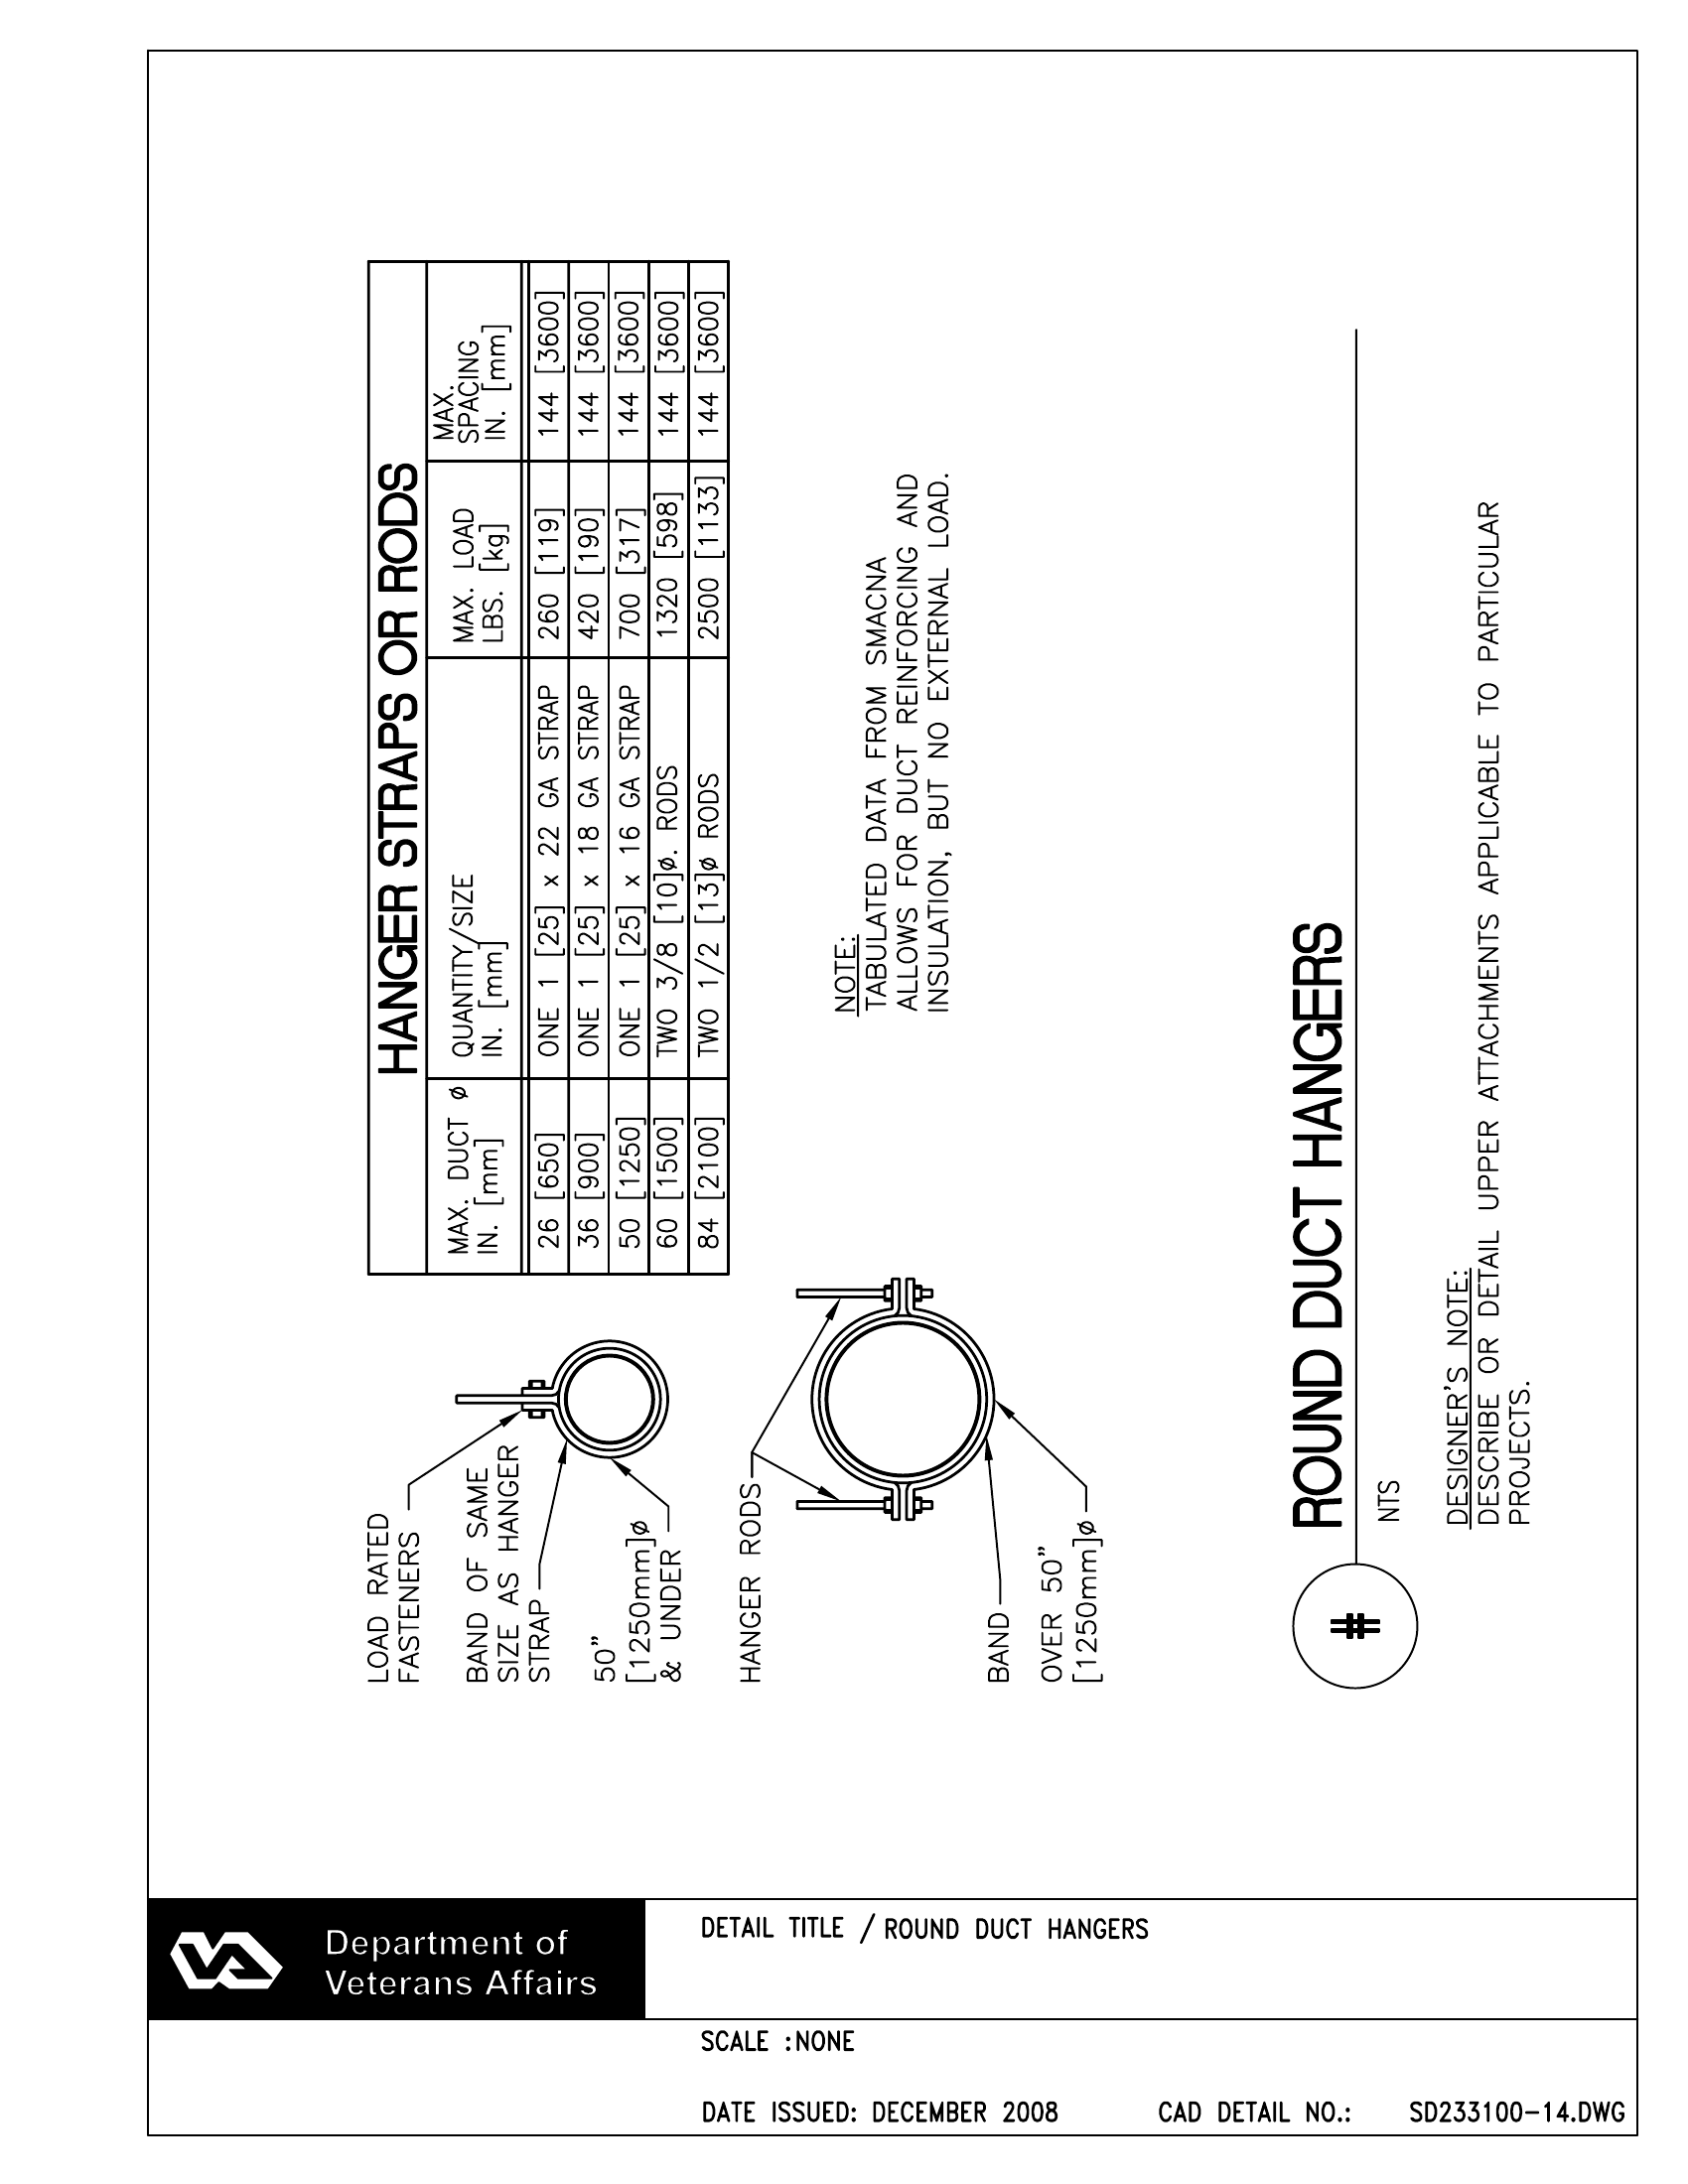 HANGER STRAPS OR RODS
MAX. DUCT ø
IN. [mm]
QUANTITY/SIZE
IN. [mm]
MAX. LOAD
LBS. [kg]
MAX.
SPACING
IN. [mm]
26 [650] ONE 1 [25] x 22 GA STRAP 260 [119] 144 [3600]
36 [900] ONE 1 [25] x 18 GA STRAP 420 [190] 144 [3600]
50 [1250] ONE 1 [25] x 16 GA STRAP 700 [317] 144 [3600]
60 [1500] TWO 3/8 [10]ø. RODS 1320 [598] 144 [3600]
84 [2100] TWO 1/2 [13]ø RODS 2500 [1133] 144 [3600]
LOAD RATED
FASTENERS
BAND OF SAME
SIZE AS HANGER
STRAP
50"
[1250mm]ø
& UNDER
HANGER RODS
BAND
OVER 50"
[1250mm]ø
NOTE:
TABULATED DATA FROM SMACNA
ALLOWS FOR DUCT REINFORCING AND
INSULATION, BUT NO EXTERNAL LOAD.
#
ROUND DUCT HANGERS
NTS
DESIGNER'S NOTE:
DESCRIBE OR DETAIL UPPER ATTACHMENTS APPLICABLE TO PARTICULAR
PROJECTS.
Department of
Veterans Affairs
DETAIL TITLE / ROUND DUCT HANGERS
SCALE :NONE
DATE ISSUED: DECEMBER 2008 CAD DETAIL NO.: SD233100-14.DWG